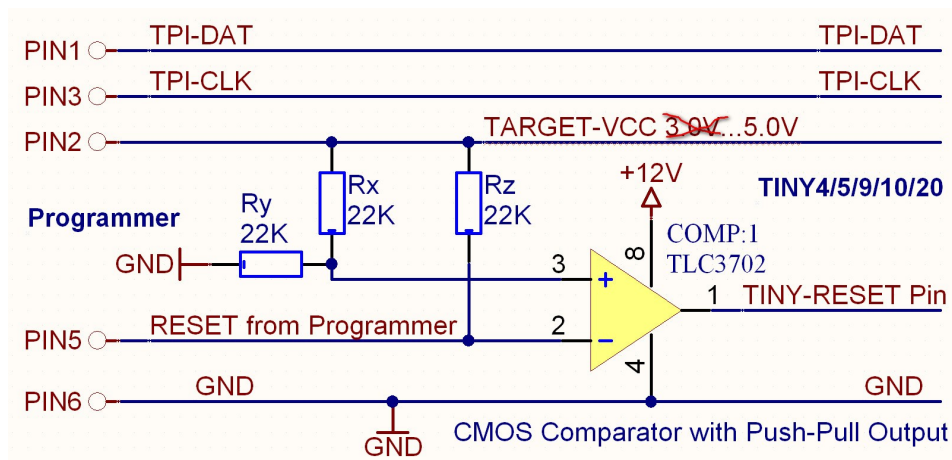 PIN1 TPI-DAT TPI-DAT
PIN3 TPI-CLK TPI-CLK
PIN2 TARGET-VCC 3.0V...5.0V
+12V
TINY4/5/9/10/20
Programmer
Ry
22K
Rx
22K
Rz
22K
COMP:1
TLC3702
GND
3 + 8
1 TINY-RESET Pin
PIN5 RESET from Programmer 2 −
4
PIN6 GND GND
GND
CMOS Comparator with Push-Pull Output